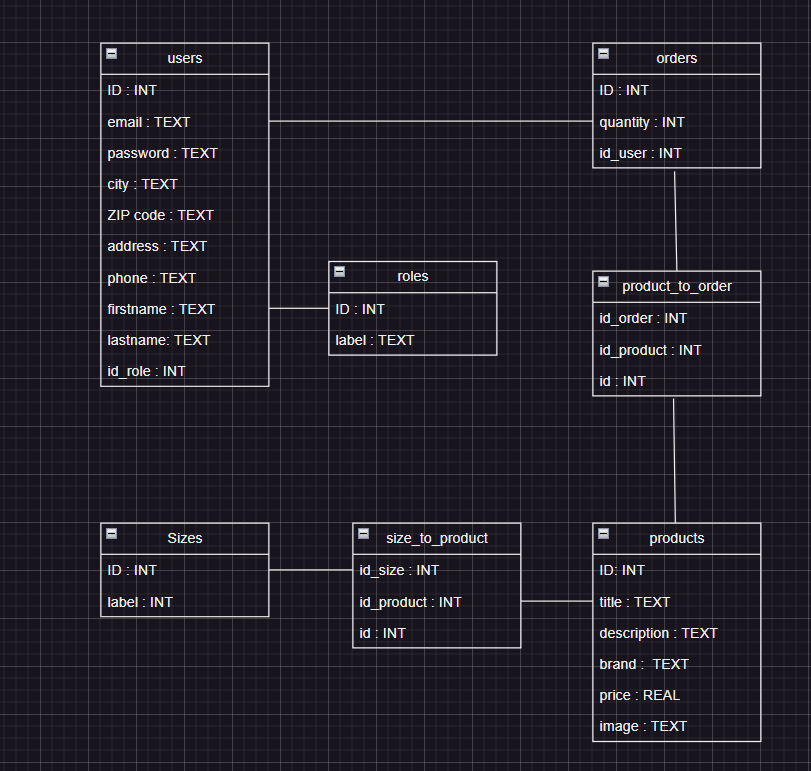 users
ID : INT
email : TEXT
password : TEXT
city : TEXT
ZIP code : TEXT
address : TEXT
phone : TEXT
firstname : TEXT
lastname: TEXT
id_role : INT
roles
ID : INT
label : TEXT
orders
ID : INT
quantity : INT
id_user : INT
product_to_order
id_order : INT
id_product : INT
id : INT
Sizes
ID : INT
label : INT
size_to_product
id_size : INT
id_product : INT
id : INT
products
ID: INT
title : TEXT
description : TEXT
brand :  TEXT
price : REAL
image : TEXT